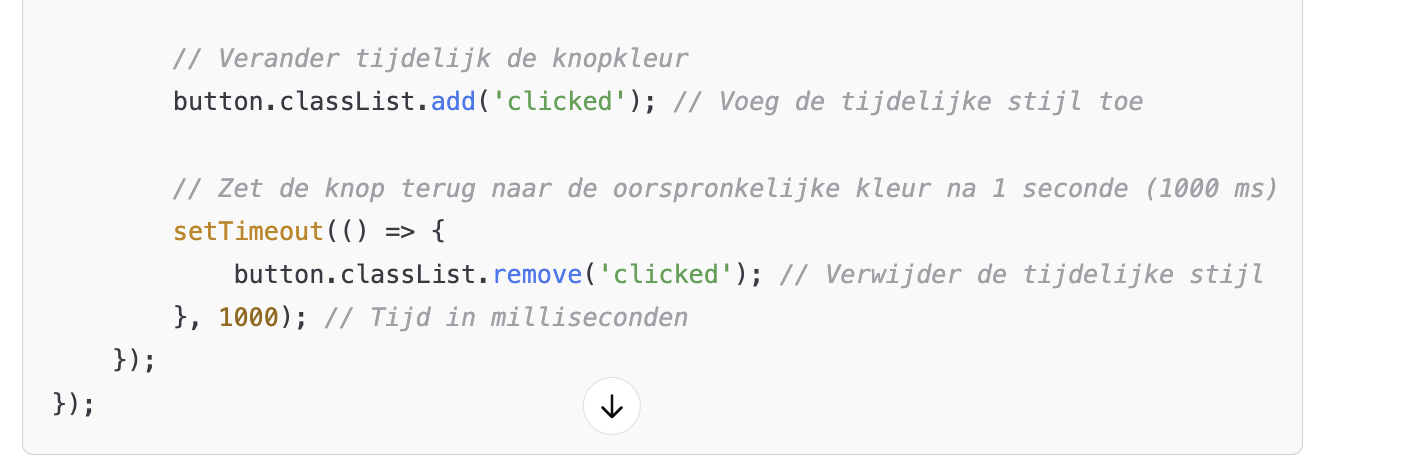 // Verander tijdelijk de knopkleur
button.classList.add('clicked'); // Voeg de tijdelijke stijl toe
// Zet de knop terug naar de oorspronkelijke kleur na 1 seconde (1000 ms)
setTimeout(() => {
button.classList.remove('clicked'); // Verwijder de tijdelijke stijl
}, 1000); // Tijd in milliseconden
});
});